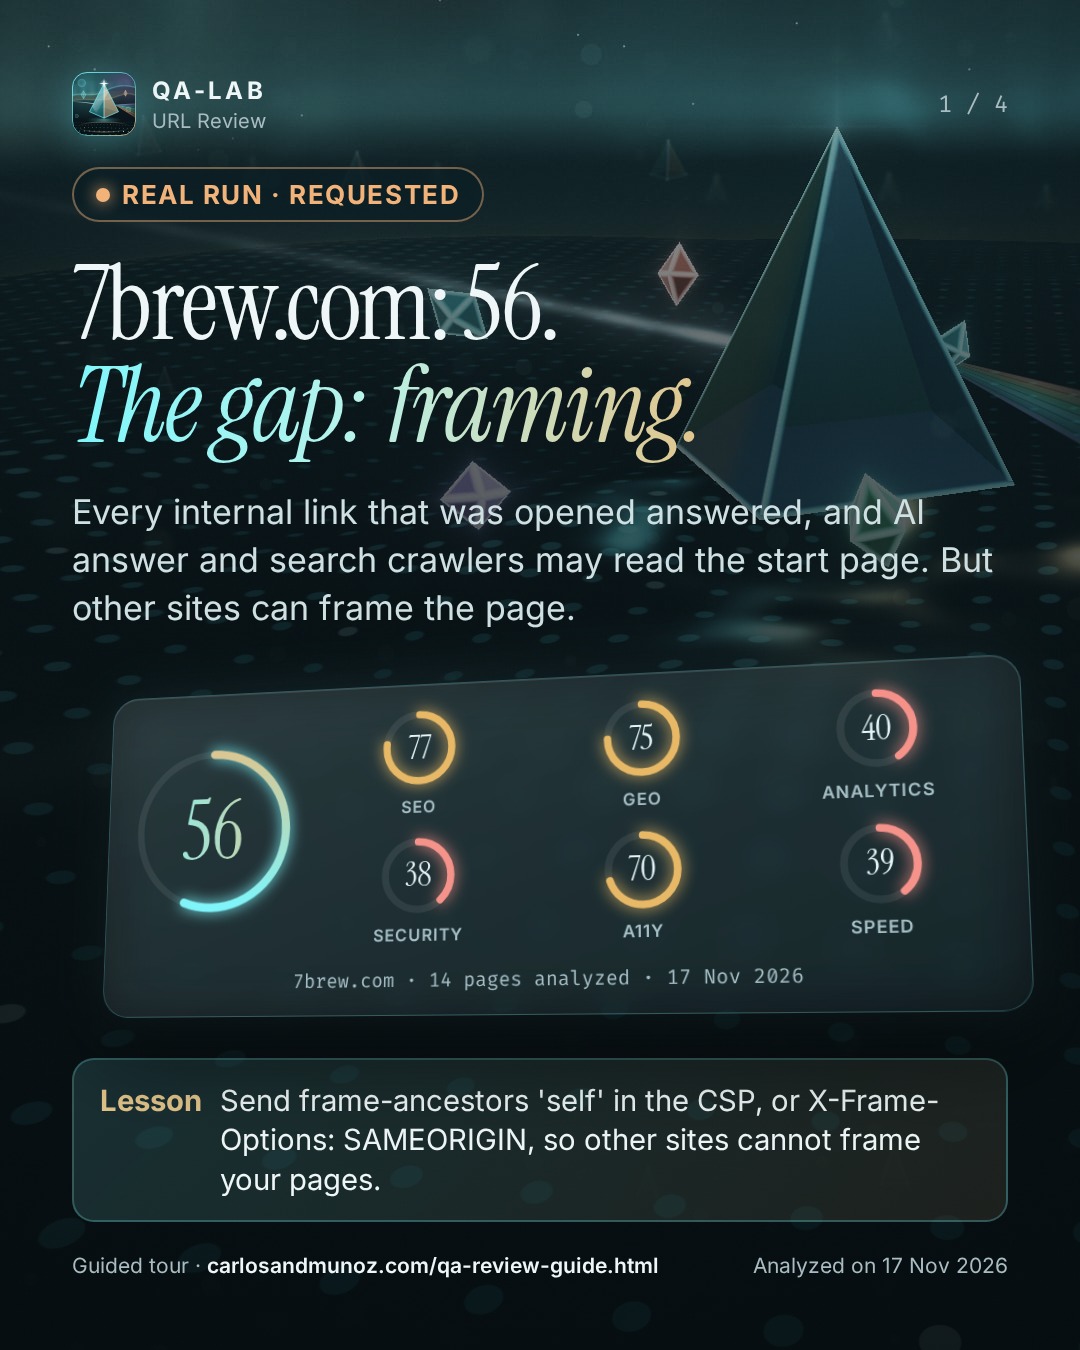 QA-LAB
URL Review
1 / 4
REAL RUN · REQUESTED
7brew.com: 56.
The gap: framing.
Every internal link that was opened answered, and AI
answer and search crawlers may read the start page. But
other sites can frame the page.
56
77
SEO
75
GEO
40
ANALYTICS
38
SECURITY
70
A11Y
39
SPEED
7brew.com · 14 pages analyzed · 17 Nov 2026
Lesson
Send frame-ancestors 'self' in the CSP, or X-Frame-
Options: SAMEORIGIN, so other sites cannot frame
your pages.
Guided tour · carlosandmunoz.com/qa-review-guide.html
Analyzed on 17 Nov 2026